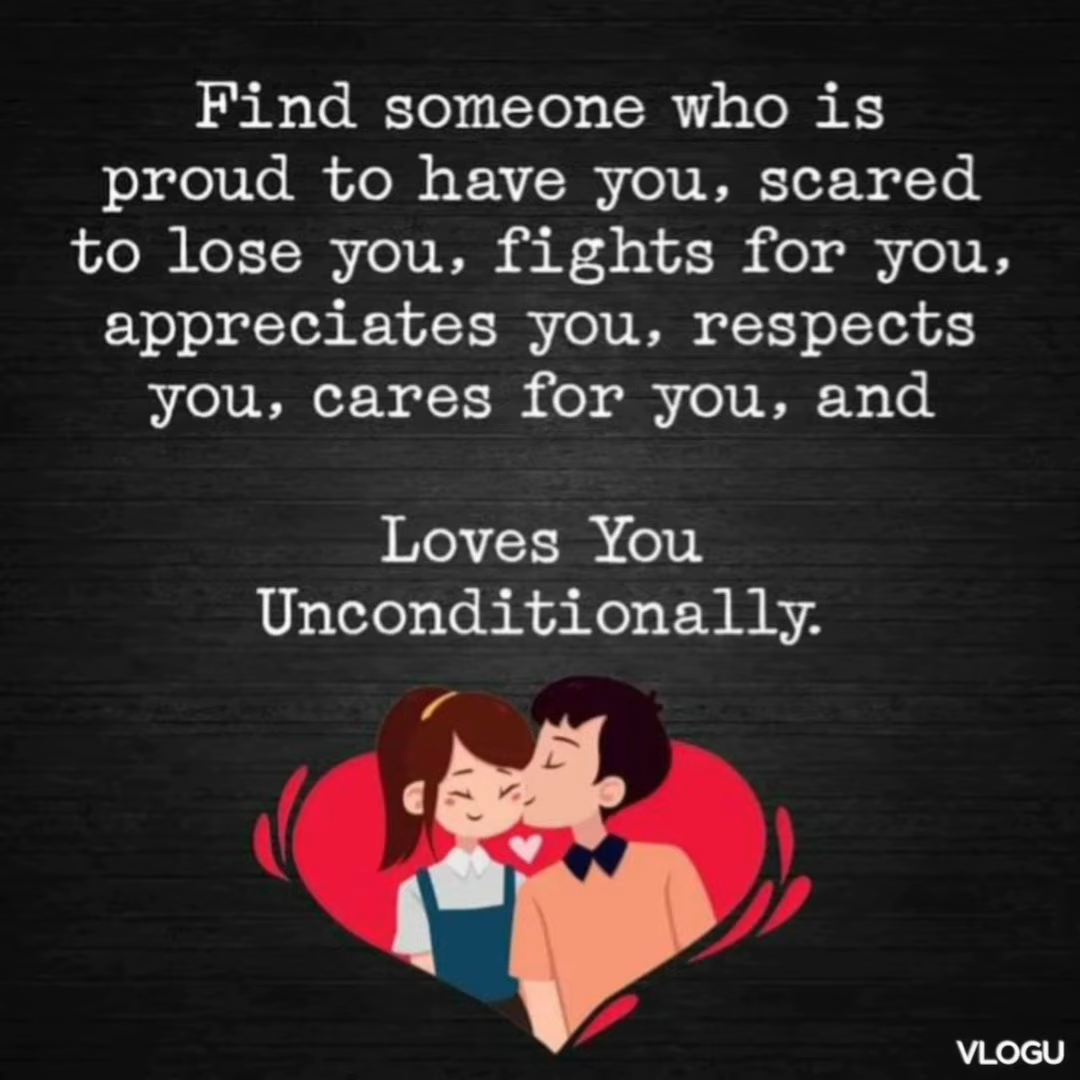 Find someone who is
proud to have you, scared
to lose you, fights for you,
appreciates you, respects
you, cares for you, and
Loves You
Unconditionally.
VLOGU